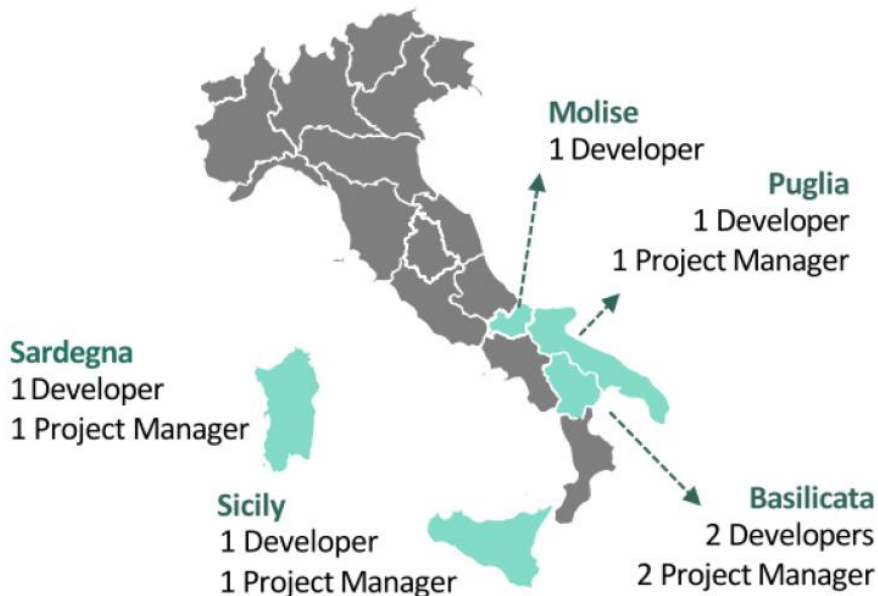 Molise
1 Developer
Puglia
1 Developer
1 Project Manager
Sardegna
1 Developer
1 Project Manager
Sicily
1 Developer
1 Project Manager
Basilicata
2 Developers
2 Project Manager